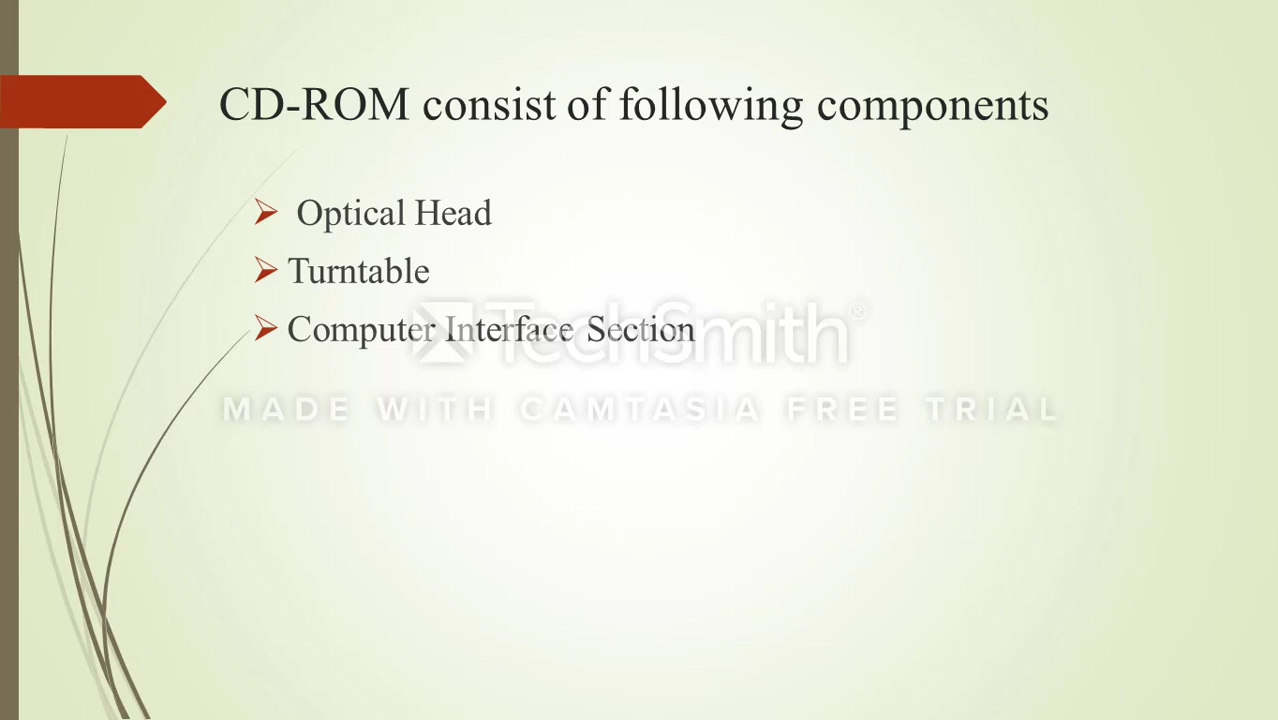 CD-ROM consist of following components
Optical Head
Turntable
Computer Interface Section
TechSmith®
MADE WITH CAMTASIA FREE TRIAL